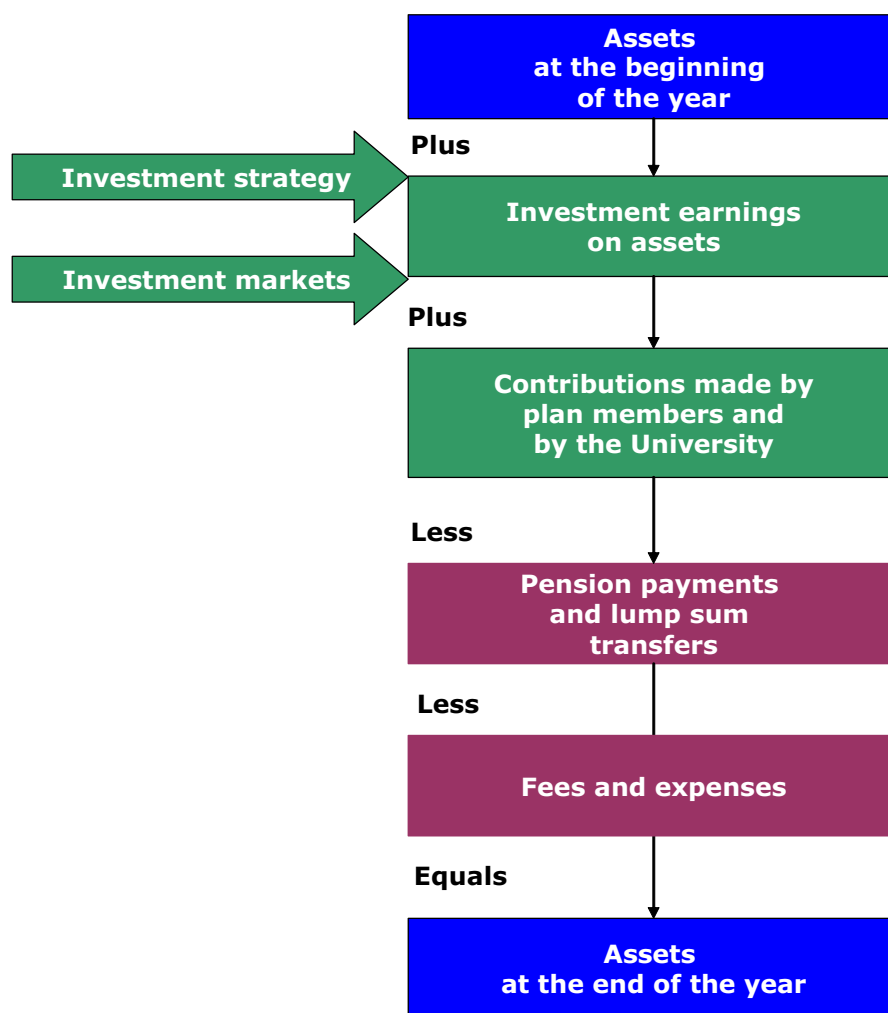 Assets
at the beginning
of the year
Plus
Investment strategy
Investment earnings
on assets
Investment markets
Plus
Contributions made by
plan members and
by the University
Less
Pension payments
and lump sum
transfers
Less
Fees and expenses
Equals
Assets
at the end of the year